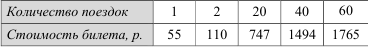 Количество поездок 1 2 20 40 60
Стоимость билета, р. 55 110 747 1494 1765